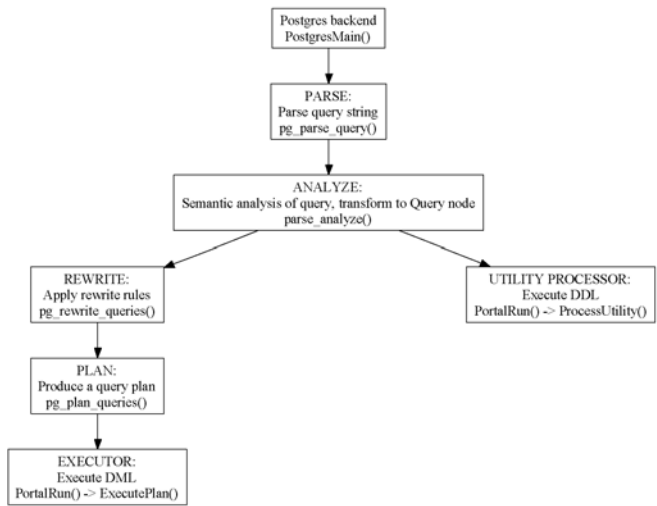 Postgres backend
PostgresMain()
PARSE:
Parse query string
pg_parse_query()
ANALYZE:
Semantic analysis of query, transform to Query node
parse_analyze()
REWRITE:
Apply rewrite rules
pg_rewrite_queries()
UTILITY PROCESSOR:
Execute DDL
PortalRun() -> ProcessUtility()
PLAN:
Produce a query plan
pg_plan_queries()
EXECUTOR:
Execute DML
PortalRun() -> ExecutePlan()